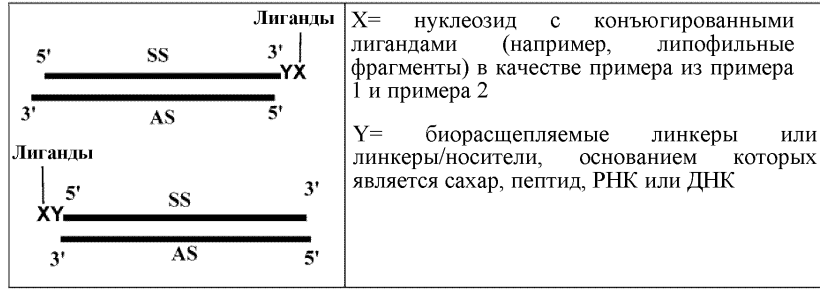 Лиганды
5'
SS
3'
YX
3'
AS
5'
Лиганды
5'
SS
3'
XY
3'
AS
5'
X= нуклеозид с конъюгированными
лигандами (например, липофильные
фрагменты) в качестве примера из примера
1 и примера 2
Y= биорасщепляемые линкеры или
линкеры/носители, основанием которых
является сахар, пептид, РНК или ДНК